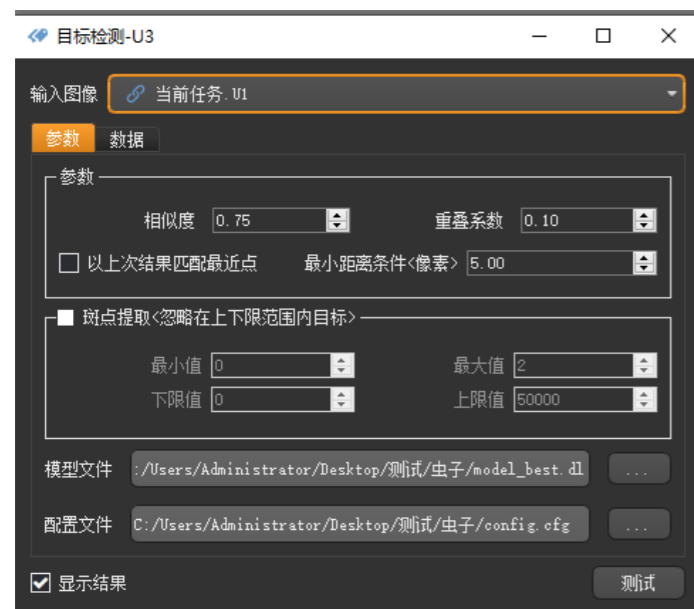 目标检测-U3
输入图像 当前任务.U1
参数 数据
参数
相似度 0.75 重叠系数 0.10
以上次结果匹配最近点 最小距离条件<像素> 5.00
斑点提取<忽略在上下限范围内目标>
最小值 0 最大值 2
下限值 0 上限值 50000
模型文件 :/Users/Administrator/Desktop/测试/虫子/model_best.dl ...
配置文件 C:/Users/Administrator/Desktop/测试/虫子/config.cfg ...
显示结果 测试